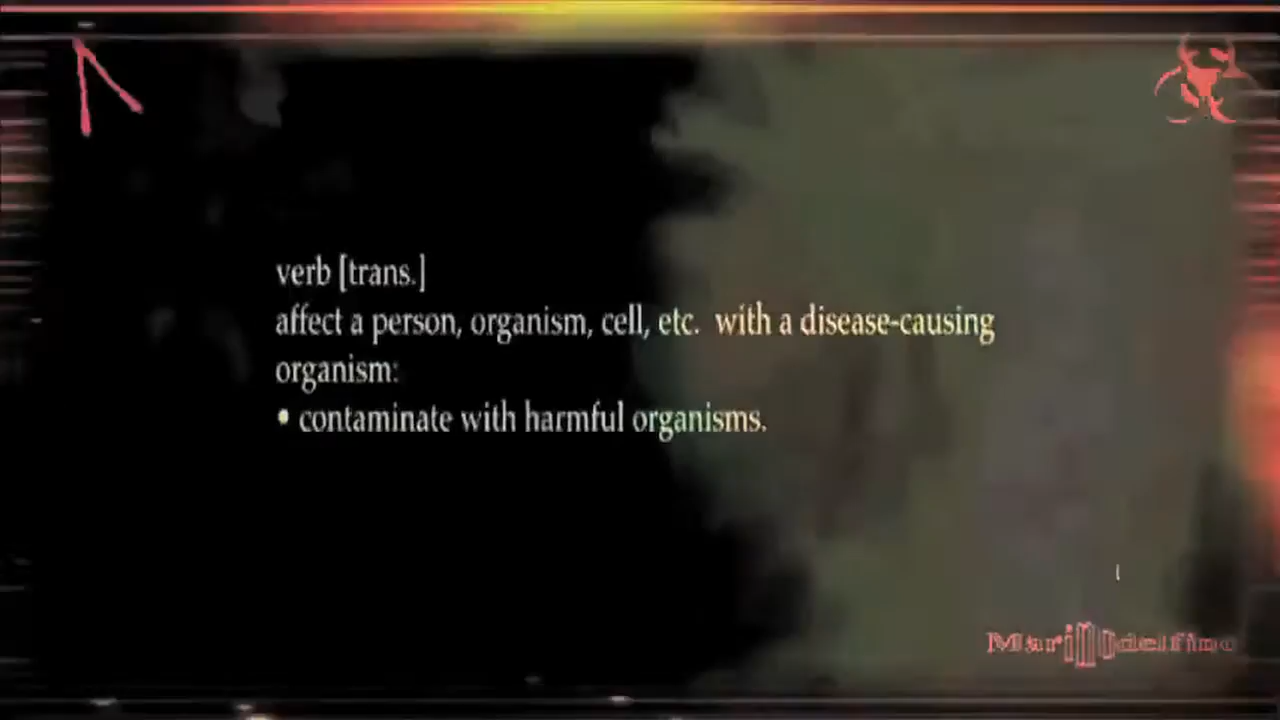 verb [trans.]
affect a person, organism, cell, etc. with a disease-causing
organism:
• contaminate with harmful organisms.